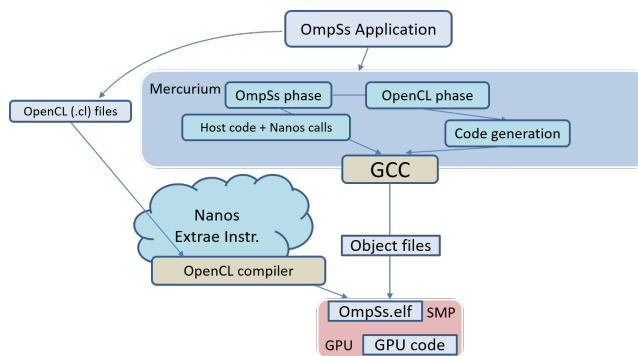 OmpSs Application
Mercurium
OmpSs phase
OpenCL phase
OpenCL (.cl) files
Host code + Nanos calls
Code generation
GCC
Nanos
Extrae Instr.
Object files
OpenCL compiler
OmpSs.elf
SMP
GPU
GPU code